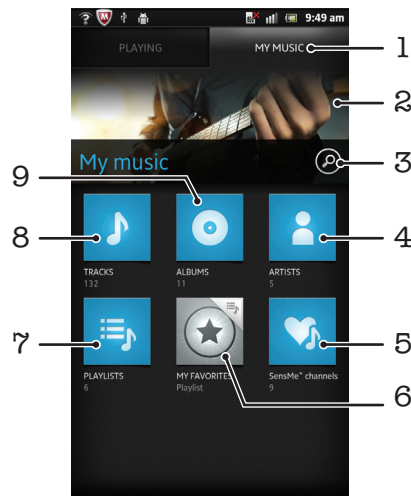 9:49 am
PLAYING
MY MUSIC
1
2
My music
3
9
8
4
TRACKS
132
ALBUMS
11
ARTISTS
5
7
5
PLAYLISTS
6
MY FAVORITES
Playlist
SensMe™ channels
9
6